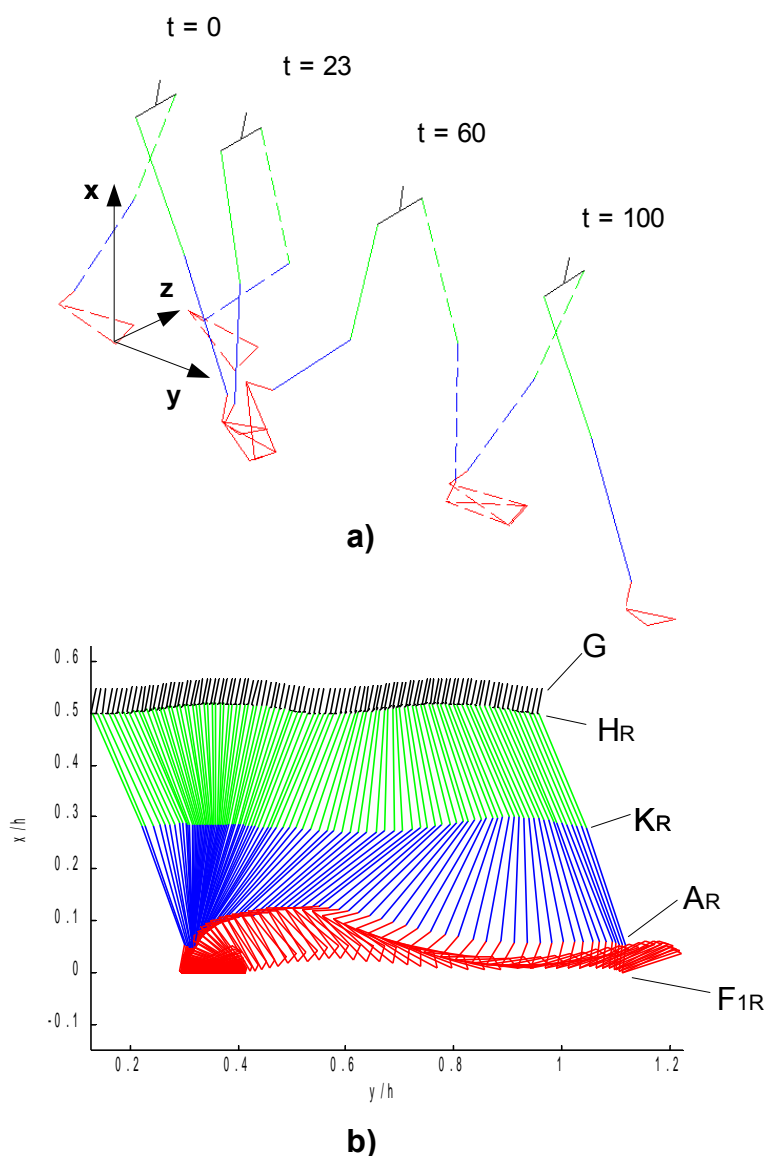 t = 0
t = 23
t = 60
t = 100
x
z
y
a)
0.6
0.5
0.4
0.3
0.2
0.1
0
-0.1
x/h
G
HR
KR
AR
F1R
0.2
0.4
0.6
0.8
1
1.2
y/h
b)